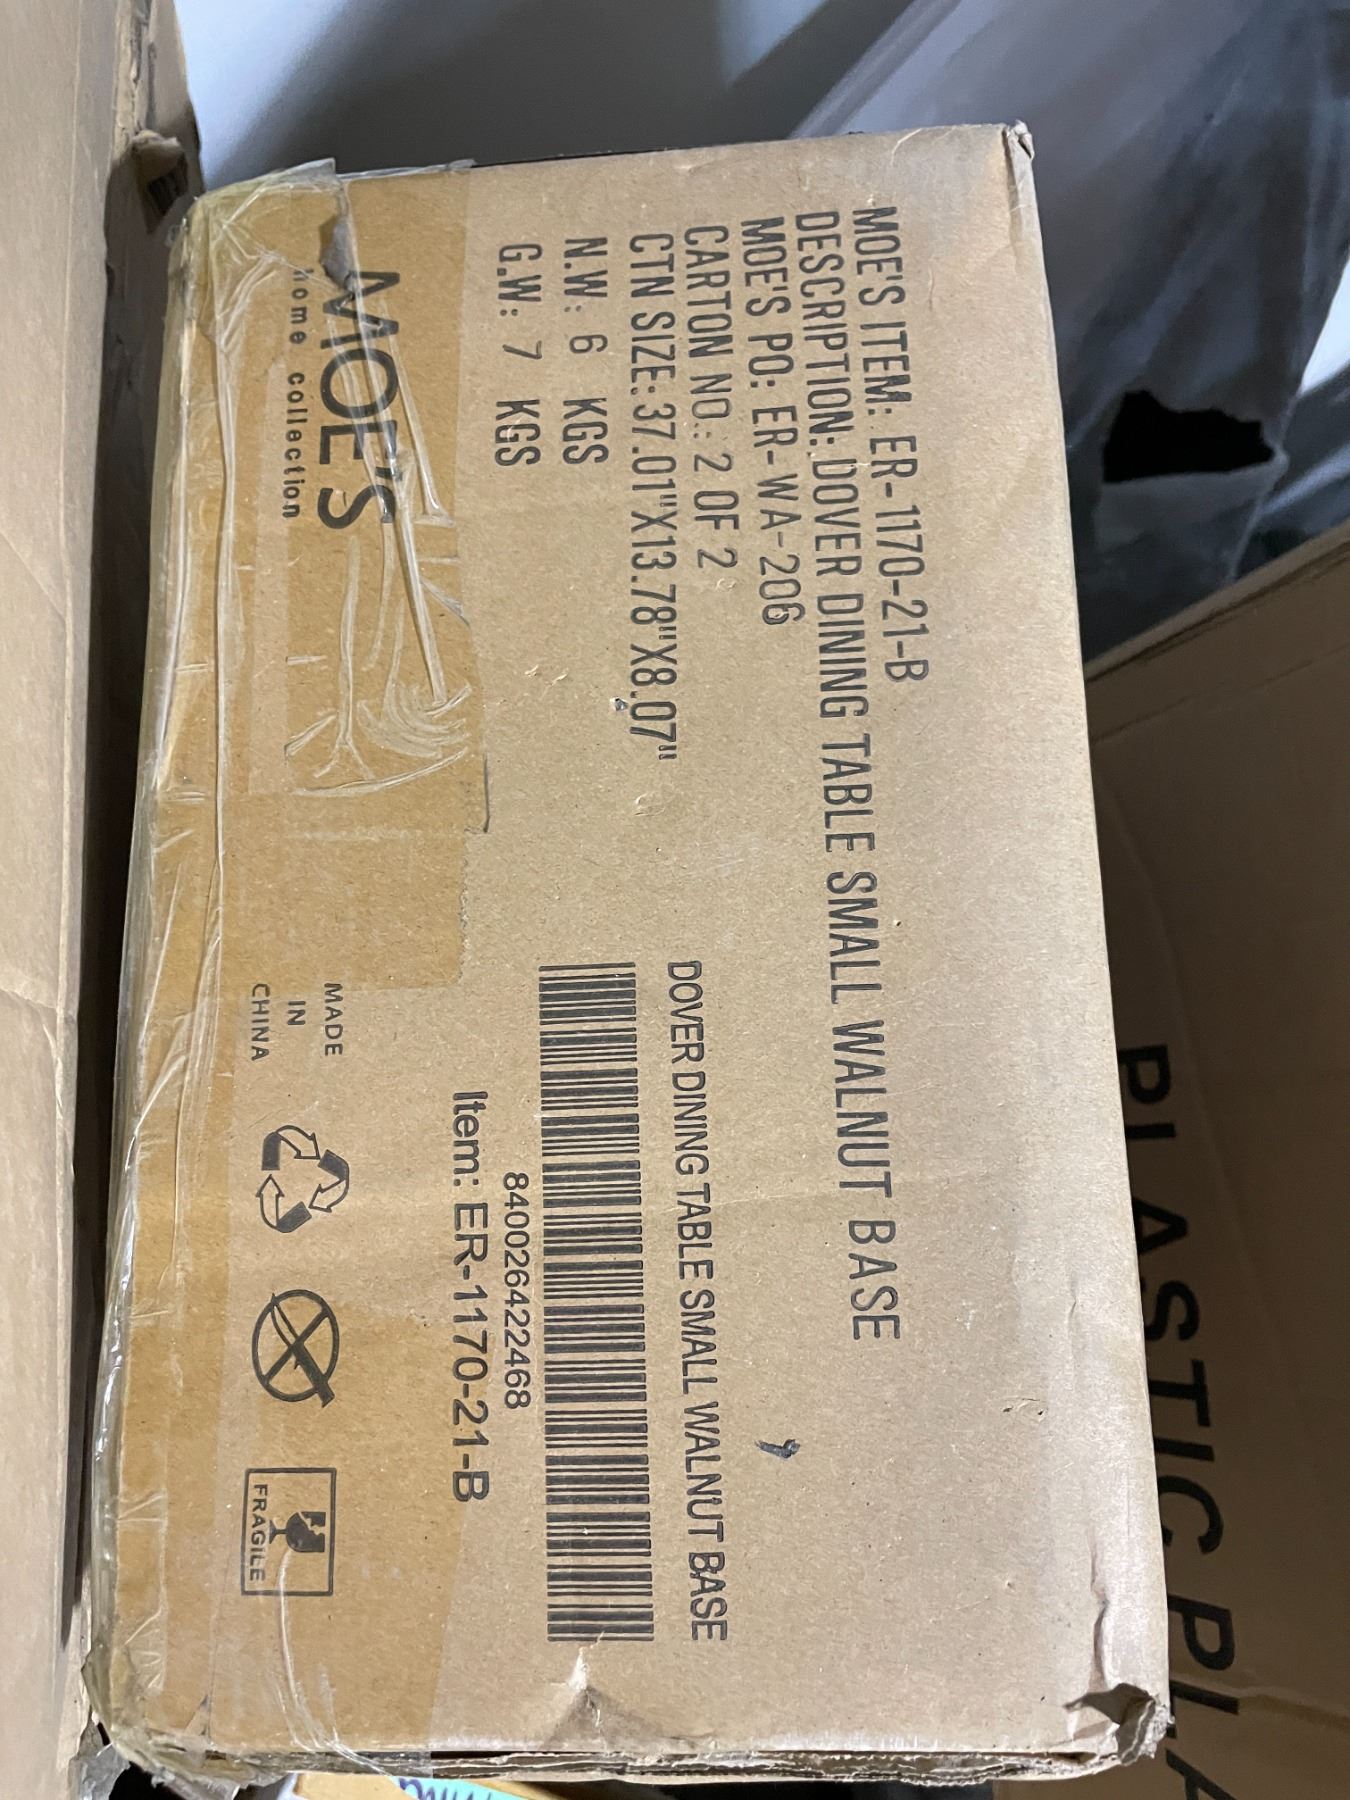 MOE'S ITEM: ER-1170-21-B
DESCRIPTION: DOVER DINING TABLE SMALL WALNUT BASE
MOE'S PO: ER-WA-206
CARTON NO.: 2 OF 2
CTN SIZE: 37.01"X13.78"X8.07"
N.W: 6 KGS
G.W: 7 KGS
MOE'S
home collection
DOVER DINING TABLE SMALL WALNUT BASE
840026422468
Item: ER-1170-21-B
MADE
IN
CHINA
FRAGILE
PLASTIC